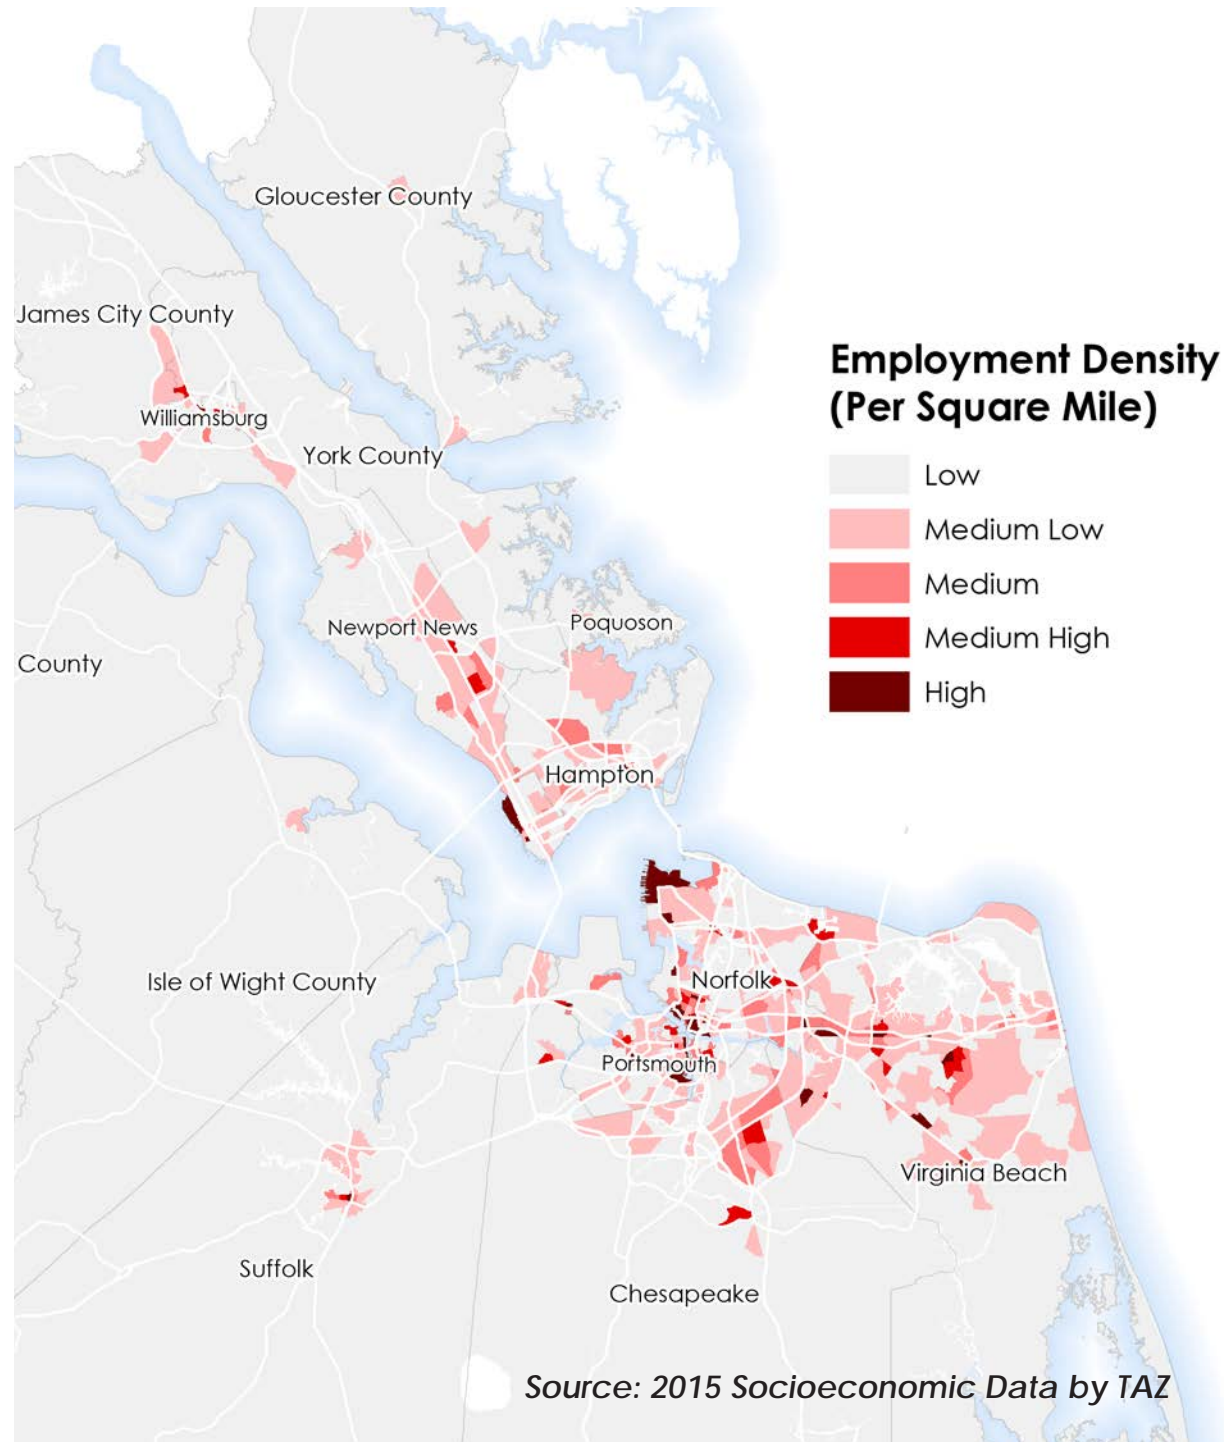 Gloucester County
James City County
Employment Density
(Per Square Mile)
Williamsburg
York County
Low
Medium Low
Medium
Newport News
Poquoson
Medium High
County
High
Hampton
Isle of Wight County
Norfolk
Portsmouth
Virginia Beach
Suffolk
Chesapeake
Source: 2015 Socioeconomic Data by TAZ